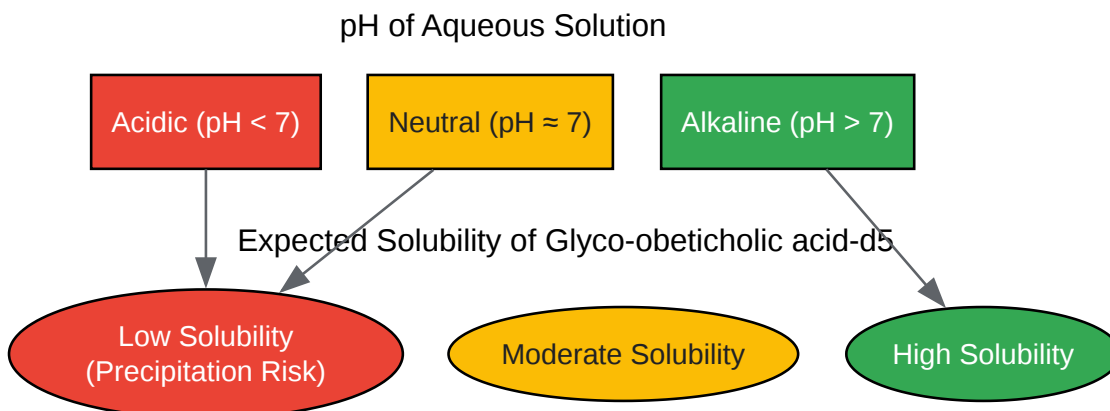 pH of Aqueous Solution
Acidic (pH < 7)
Neutral (pH ≈ 7)
Alkaline (pH > 7)
Expected Solubility of Glyco-obeticholic acid-d5
Low Solubility
(Precipitation Risk)
Moderate Solubility
High Solubility